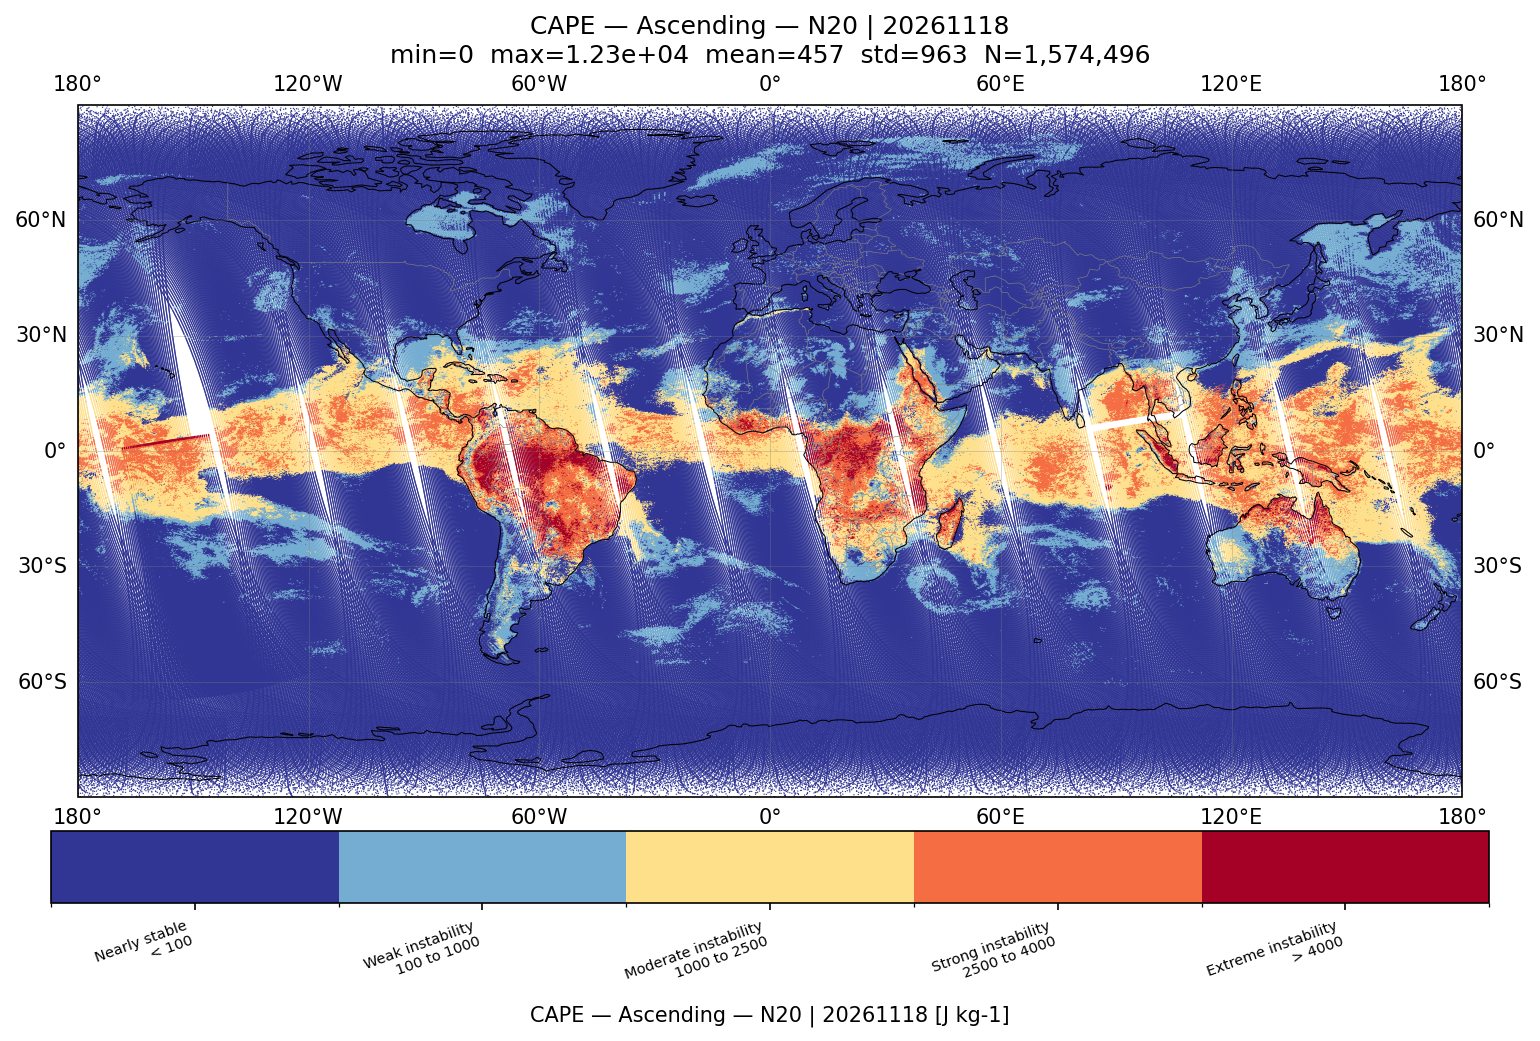 CAPE — Ascending — N20 | 20261118
min=0  max=1.23e+04  mean=457  std=963  N=1,574,496
180° 120°W 60°W 0° 60°E 120°E 180°
60°N 60°N
30°N 30°N
0° 0°
30°S 30°S
60°S 60°S
180° 120°W 60°W 0° 60°E 120°E 180°
Nearly stable
< 100
Weak instability
100 to 1000
Moderate instability
1000 to 2500
Strong instability
2500 to 4000
Extreme instability
> 4000
CAPE — Ascending — N20 | 20261118 [J kg-1]